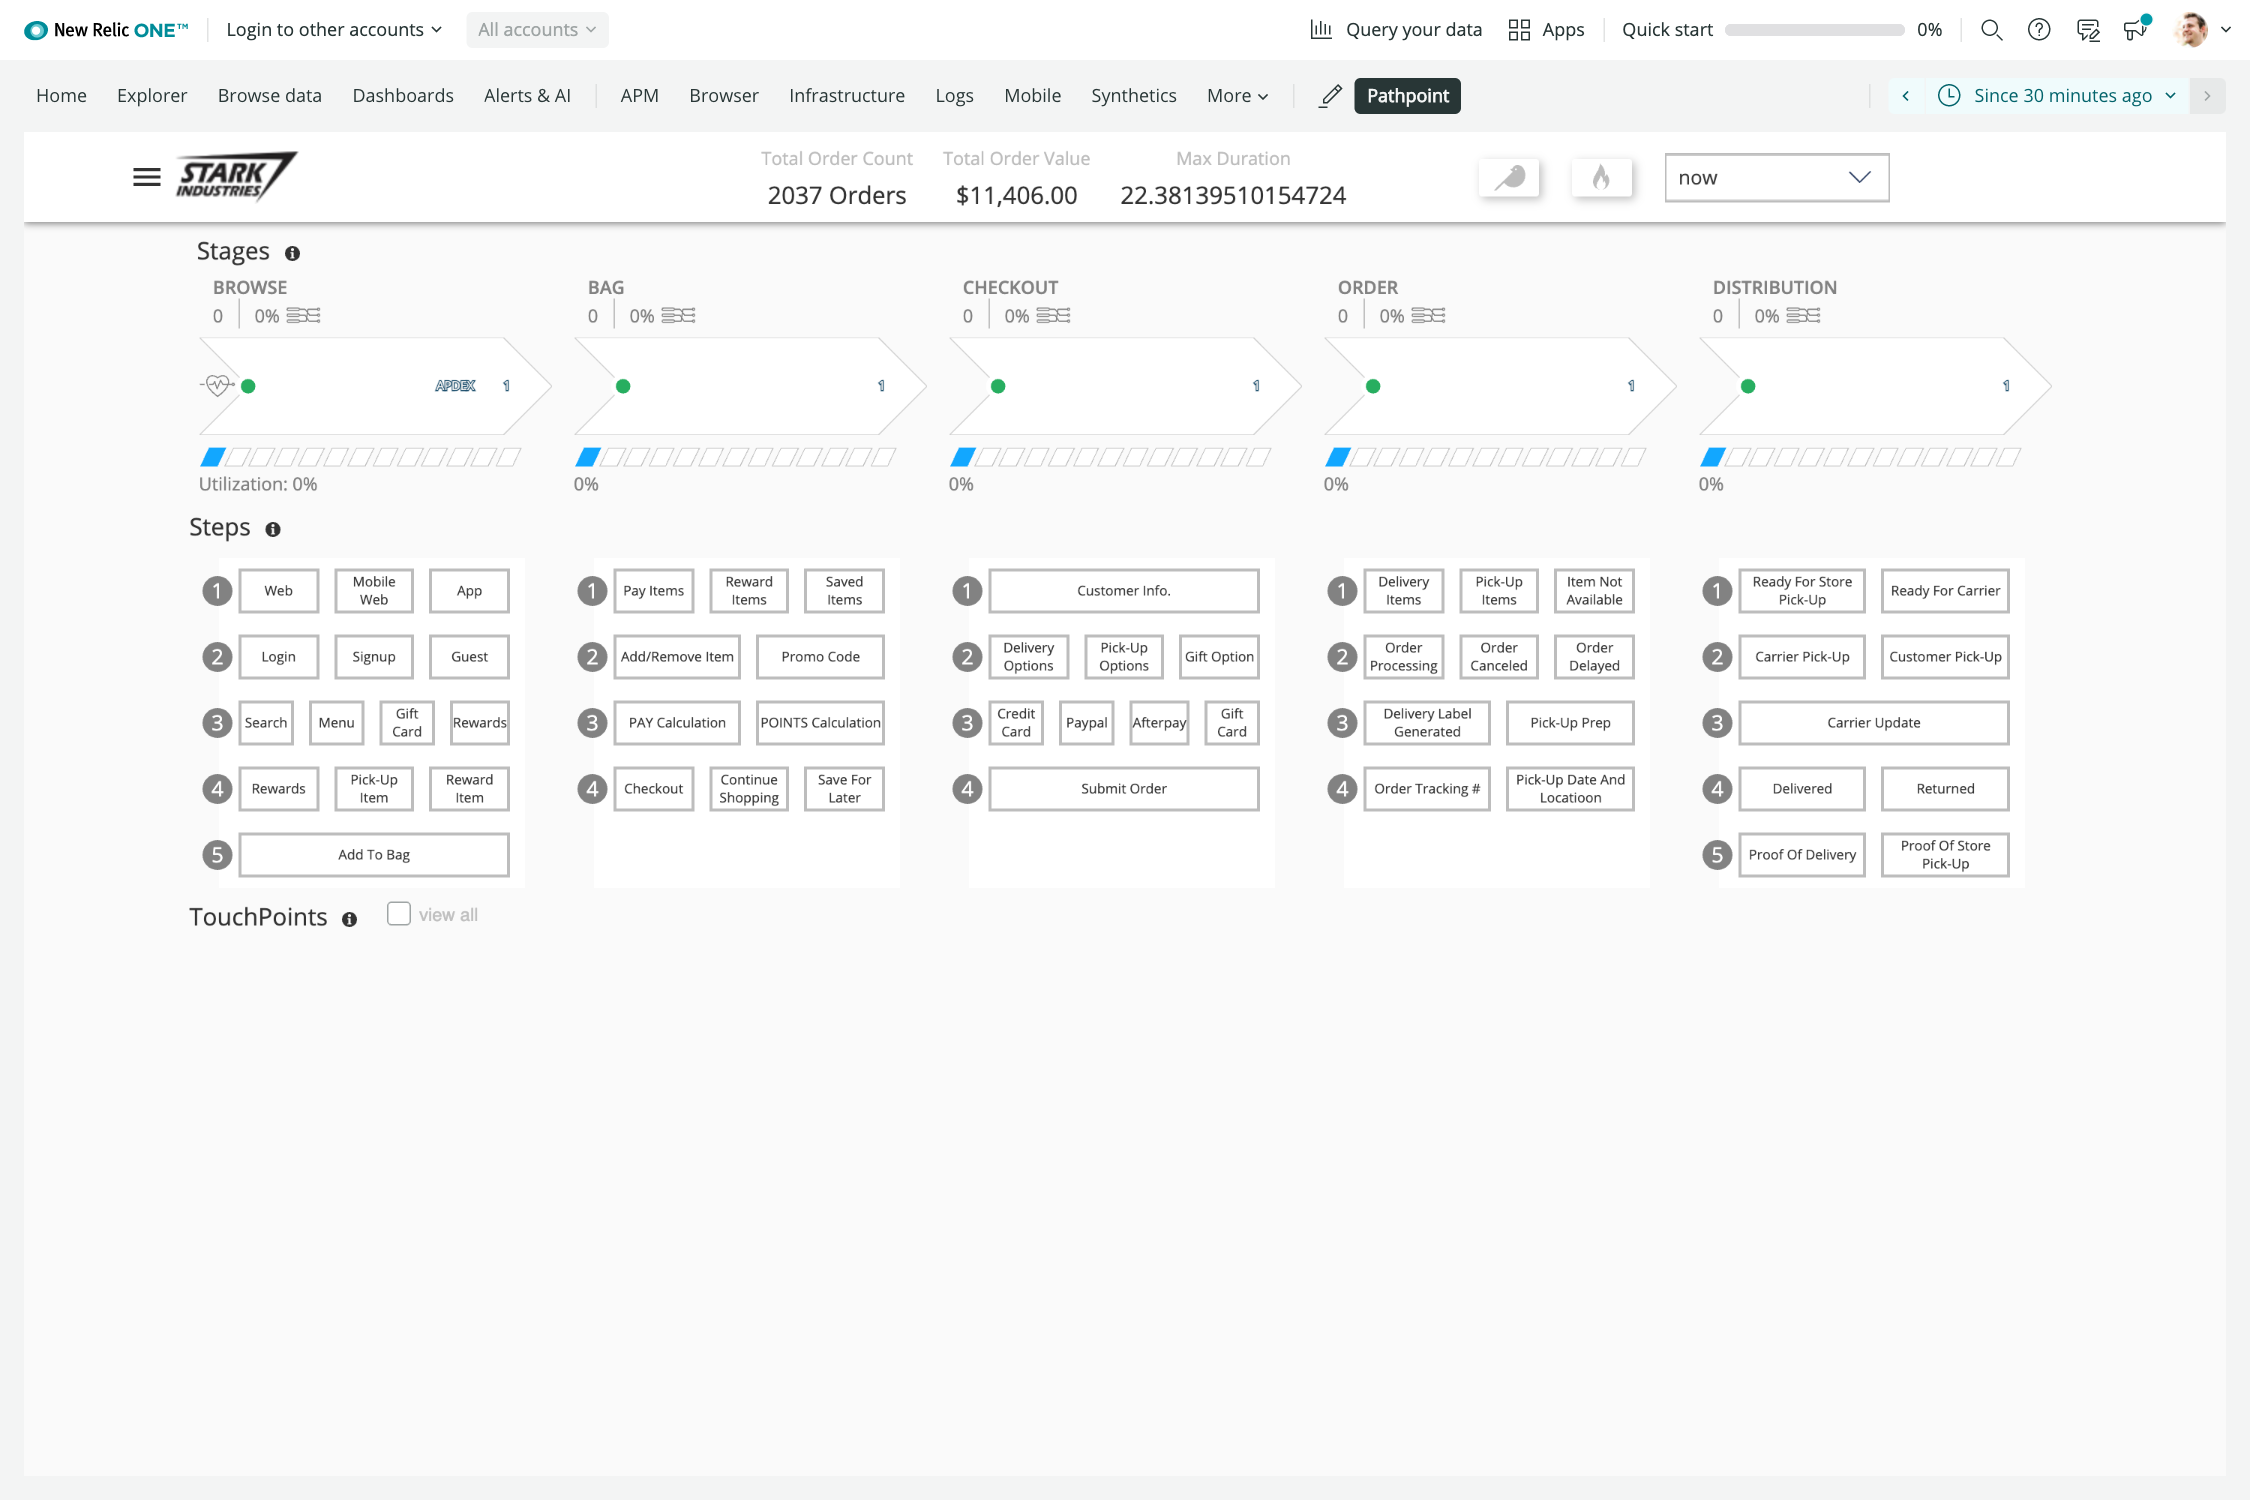 New Relic ONE™
Login to other accounts
All accounts
Query your data
Apps
Quick start
0%
Home
Explorer
Browse data
Dashboards
Alerts & AI
APM
Browser
Infrastructure
Logs
Mobile
Synthetics
More
Pathpoint
Since 30 minutes ago
STARK
INDUSTRIES
Total Order Count
2037 Orders
Total Order Value
$11,406.00
Max Duration
22.38139510154724
now
Stages
BROWSE
0
0%
APDEX
1
Utilization: 0%
BAG
0
0%
1
0%
CHECKOUT
0
0%
1
0%
ORDER
0
0%
1
0%
DISTRIBUTION
0
0%
1
0%
Steps
1
Web
Mobile
Web
App
2
Login
Signup
Guest
3
Search
Menu
Gift
Card
Rewards
4
Rewards
Pick-Up
Item
Reward
Item
5
Add To Bag
1
Pay Items
Reward
Items
Saved
Items
2
Add/Remove Item
Promo Code
3
PAY Calculation
POINTS Calculation
4
Checkout
Continue
Shopping
Save For
Later
1
Customer Info.
2
Delivery
Options
Pick-Up
Options
Gift Option
3
Credit
Card
Paypal
Afterpay
Gift
Card
4
Submit Order
1
Delivery
Items
Pick-Up
Items
Item Not
Available
2
Order
Processing
Order
Canceled
Order
Delayed
3
Delivery Label
Generated
Pick-Up Prep
4
Order Tracking #
Pick-Up Date And
Locatioon
1
Ready For Store
Pick-Up
Ready For Carrier
2
Carrier Pick-Up
Customer Pick-Up
3
Carrier Update
4
Delivered
Returned
5
Proof Of Delivery
Proof Of Store
Pick-Up
TouchPoints
view all